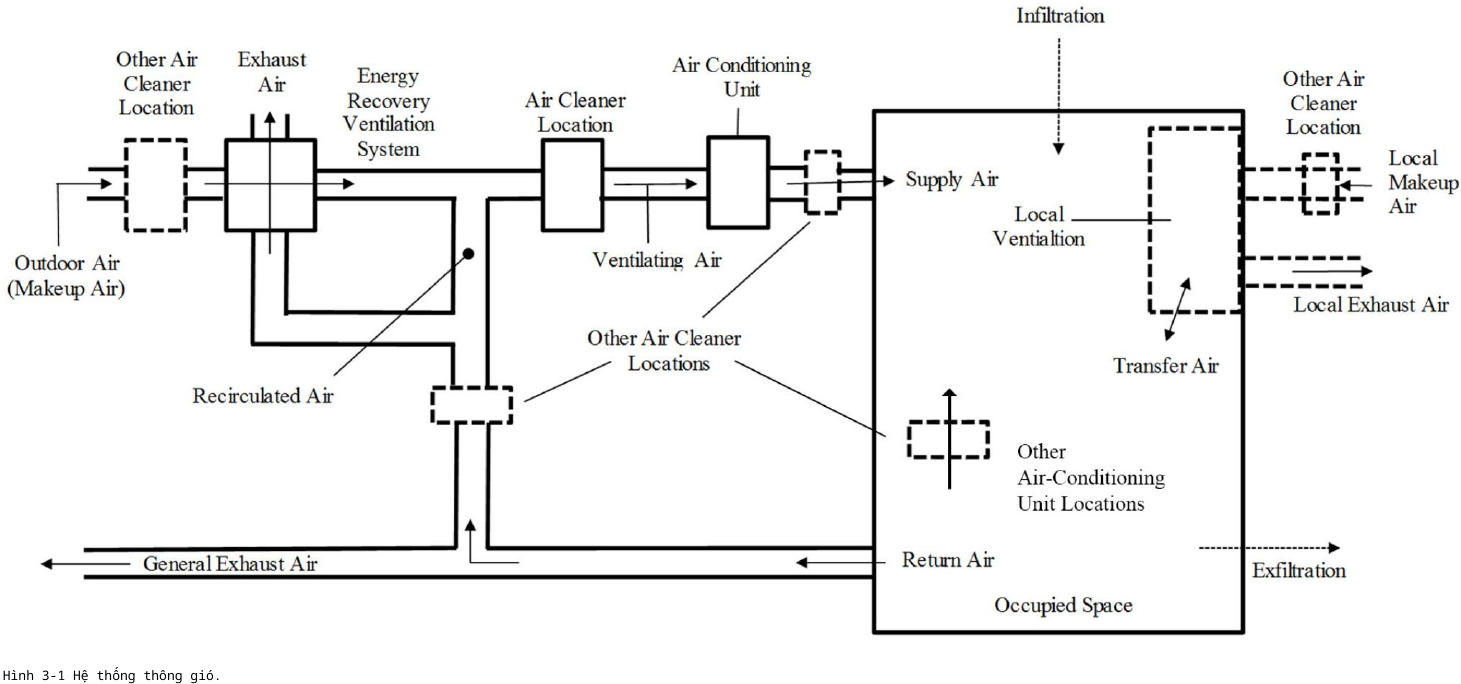 Infiltration
Other Air
Cleaner
Location
Exhaust
Air
Energy
Recovery
Ventilation
System
Air Cleaner
Location
Air Conditioning
Unit
Other Air
Cleaner
Location
Local
Makeup
Air
Supply Air
Local
Ventialtion
Outdoor Air
(Makeup Air)
Ventilating Air
Local Exhaust Air
Other Air Cleaner
Locations
Transfer Air
Recirculated Air
Other
Air-Conditioning
Unit Locations
General Exhaust Air
Return Air
Exfiltration
Occupied Space
Hình 3-1 Hệ thống thông gió.